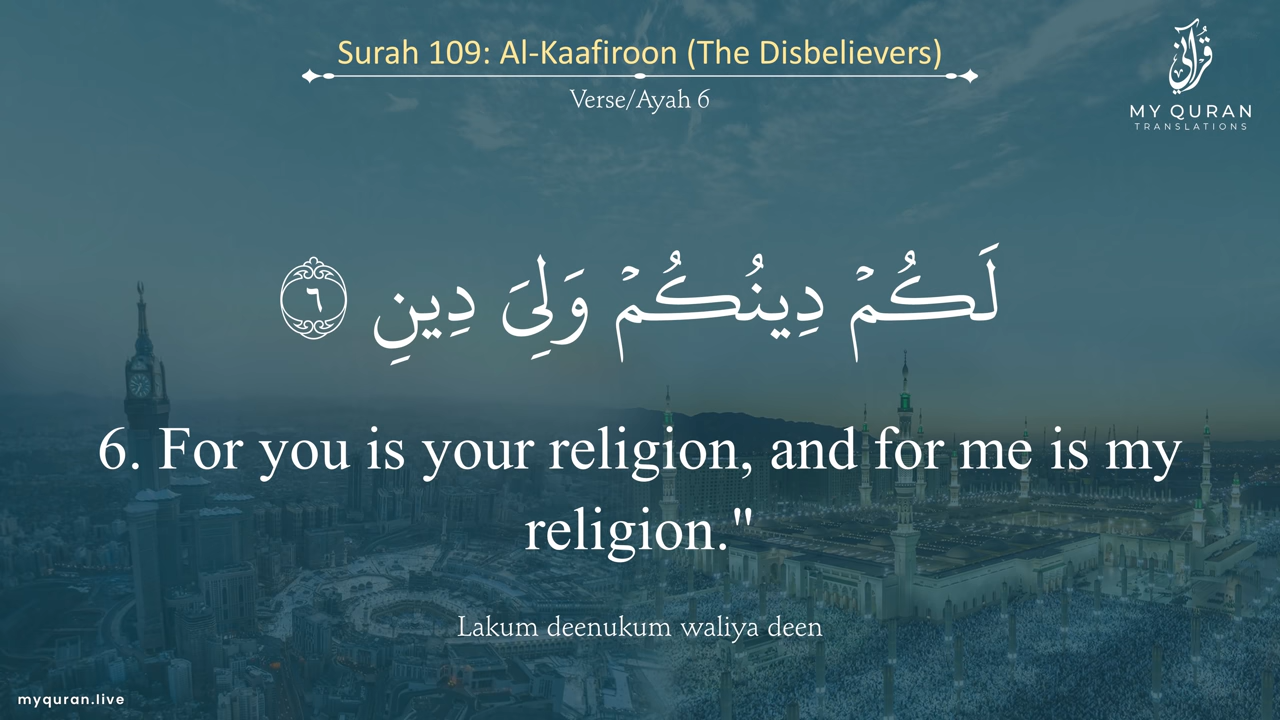 Surah 109: Al-Kaafiroon (The Disbelievers)
Verse/Ayah 6
قرآني
MY QURAN
TRANSLATIONS
لَكُمۡ دِينُكُمۡ وَلِىَ دِينِ ٦
6. For you is your religion, and for me is my
religion."
Lakum deenukum waliya deen
myquran.live